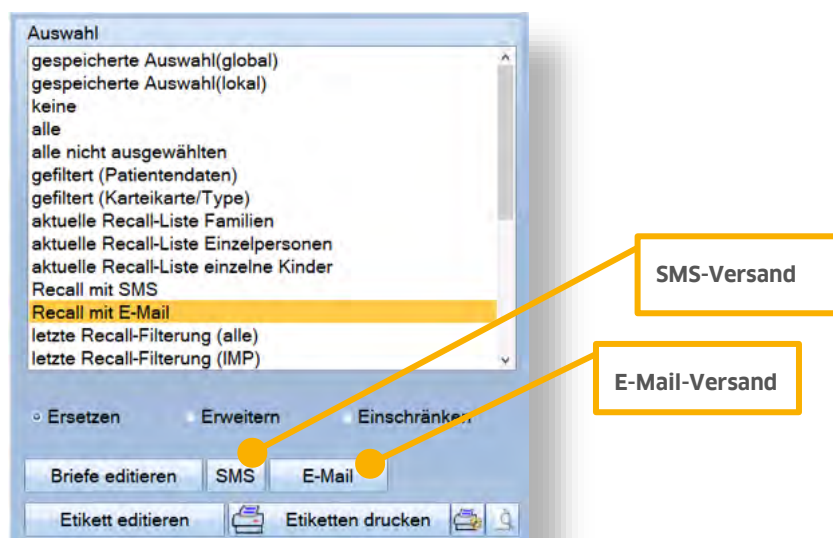 Auswahl
gespeicherte Auswahl(global)
gespeicherte Auswahl(lokal)
keine
alle
alle nicht ausgewählten
gefiltert (Patientendaten)
gefiltert (Karteikarte/Type)
aktuelle Recall-Liste Familien
aktuelle Recall-Liste Einzelpersonen
aktuelle Recall-Liste einzelne Kinder
Recall mit SMS
Recall mit E-Mail
letzte Recall-Filterung (alle)
letzte Recall-Filterung (IMP)
SMS-Versand
E-Mail-Versand
Ersetzen Erweitern Einschränken
Briefe editieren SMS E-Mail
Etikett editieren Etiketten drucken